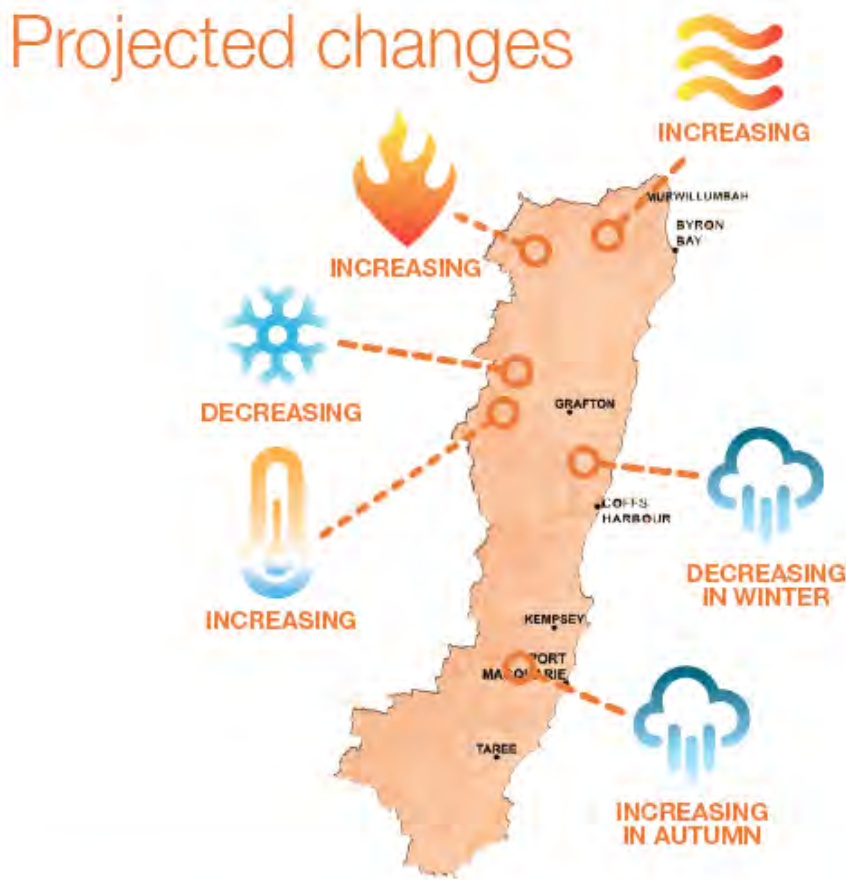 Projected changes
INCREASING
MURWILLUMBAH
BYRON
BAY
INCREASING
DECREASING
GRAFTON
COFFS
HARBOUR
INCREASING
DECREASING
IN WINTER
KEMPSEY
PORT
MACQUARIE
TAREE
INCREASING
IN AUTUMN